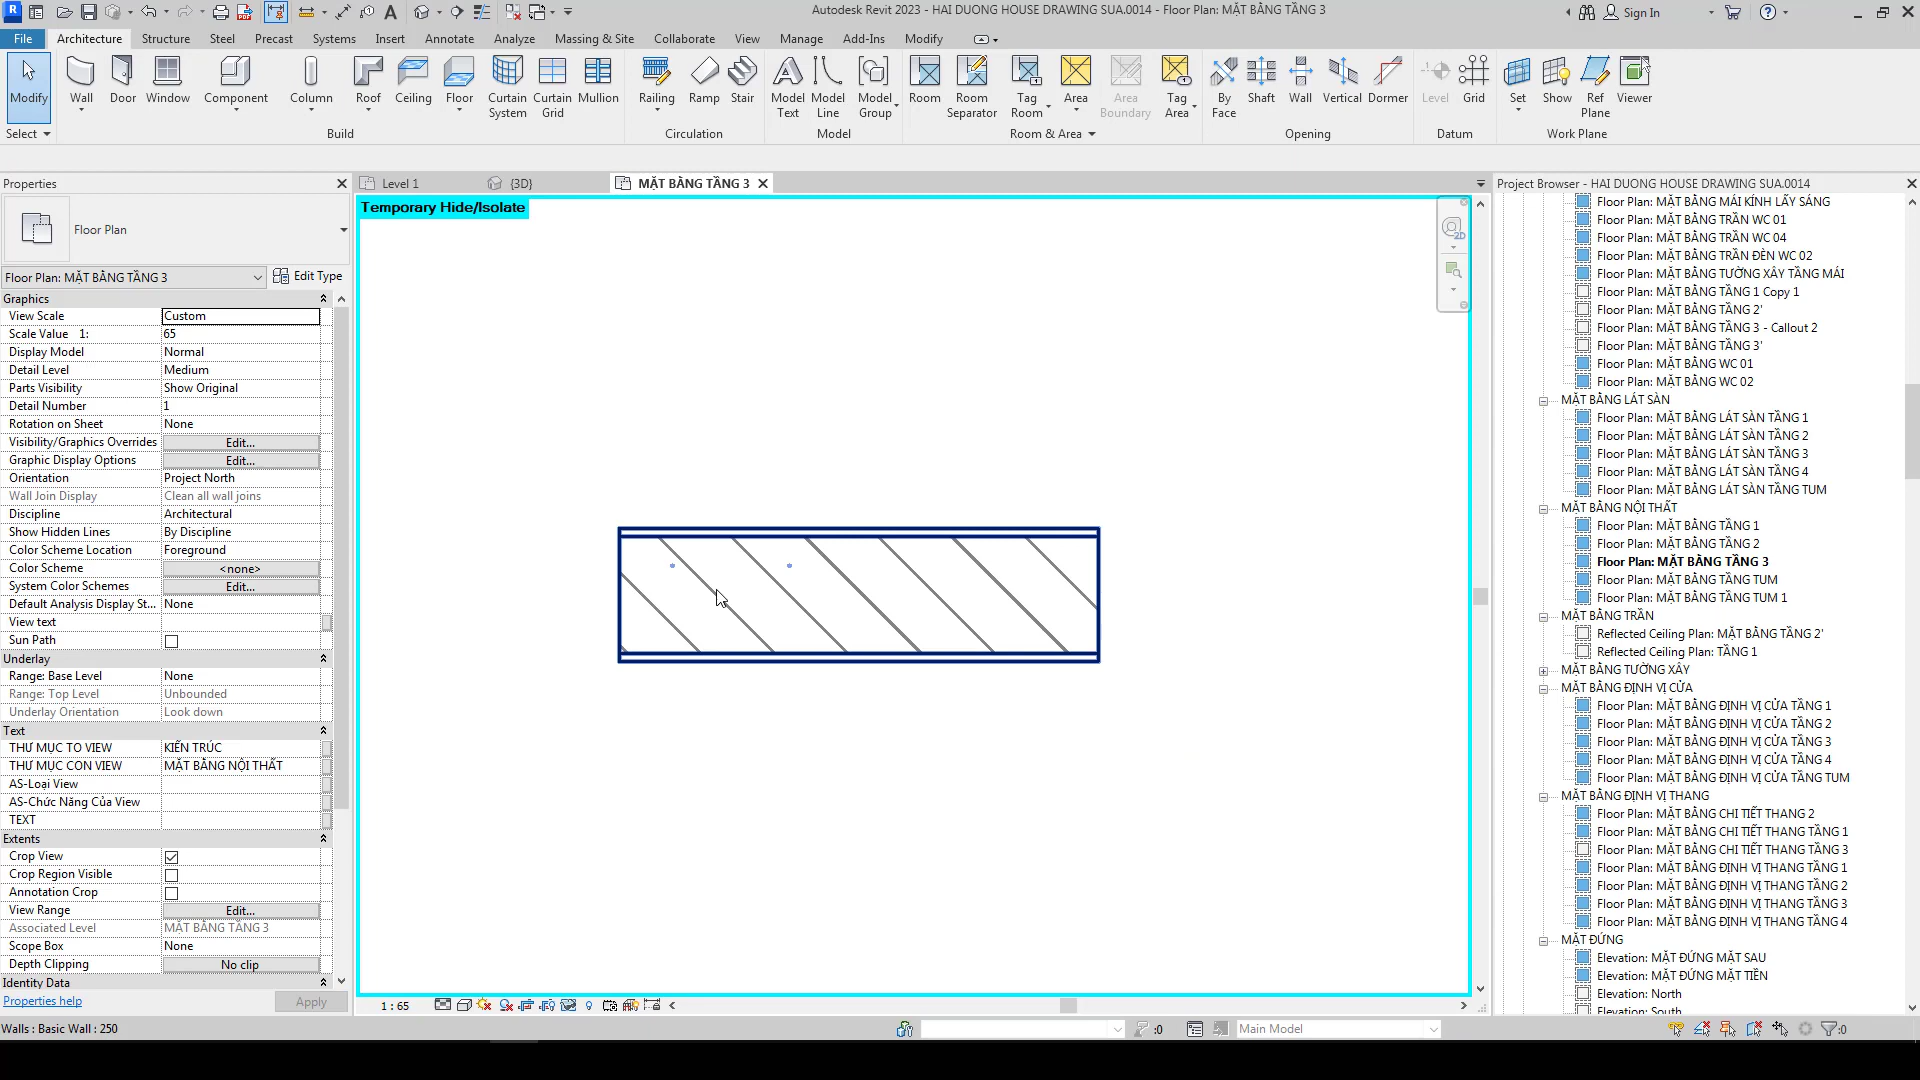 Autodesk Revit 2023 - HAI DUONG HOUSE DRAWING SUA.0014 - Floor Plan: MẶT BẰNG TẦNG 3
Sign In
File Architecture Structure Steel Precast Systems Insert Annotate Analyze Massing & Site Collaborate View Manage Add-Ins Modify
Modify Wall Door Window Component Column Roof Ceiling Floor Curtain System Curtain Grid Mullion Railing Ramp Stair Model Text Model Line Model Group Room Room Separator Tag Room Area Area Boundary Tag Area By Face Shaft Wall Vertical Dormer Level Grid Set Show Ref Plane Viewer
Select Build Circulation Model Room & Area Opening Datum Work Plane
Properties
Floor Plan
Floor Plan: MẶT BẰNG TẦNG 3 Edit Type
Graphics
View Scale Custom
Scale Value 1: 65
Display Model Normal
Detail Level Medium
Parts Visibility Show Original
Detail Number 1
Rotation on Sheet None
Visibility/Graphics Overrides Edit...
Graphic Display Options Edit...
Orientation Project North
Wall Join Display Clean all wall joins
Discipline Architectural
Show Hidden Lines By Discipline
Color Scheme Location Foreground
Color Scheme <none>
System Color Schemes Edit...
Default Analysis Display St... None
View text
Sun Path
Underlay
Range: Base Level None
Range: Top Level Unbounded
Underlay Orientation Look down
Text
THƯ MỤC TO VIEW KIẾN TRÚC
THƯ MỤC CON VIEW MẶT BẰNG NỘI THẤT
AS-Loại View
AS-Chức Năng Của View
TEXT
Extents
Crop View
Crop Region Visible
Annotation Crop
View Range Edit...
Associated Level MẶT BẰNG TẦNG 3
Scope Box None
Depth Clipping No clip
Identity Data
Properties help Apply
Level 1 {3D} MẶT BẰNG TẦNG 3
Temporary Hide/Isolate
2D
1 : 65
Project Browser - HAI DUONG HOUSE DRAWING SUA.0014
Floor Plan: MẶT BẰNG MÁI KÍNH LẤY SÁNG
Floor Plan: MẶT BẰNG TRẦN WC 01
Floor Plan: MẶT BẰNG TRẦN WC 04
Floor Plan: MẶT BẰNG TRẦN ĐÈN WC 02
Floor Plan: MẶT BẰNG TƯỜNG XÂY TẦNG MÁI
Floor Plan: MẶT BẰNG TẦNG 1 Copy 1
Floor Plan: MẶT BẰNG TẦNG 2'
Floor Plan: MẶT BẰNG TẦNG 3 - Callout 2
Floor Plan: MẶT BẰNG TẦNG 3'
Floor Plan: MẶT BẰNG WC 01
Floor Plan: MẶT BẰNG WC 02
MẶT BẰNG LÁT SÀN
Floor Plan: MẶT BẰNG LÁT SÀN TẦNG 1
Floor Plan: MẶT BẰNG LÁT SÀN TẦNG 2
Floor Plan: MẶT BẰNG LÁT SÀN TẦNG 3
Floor Plan: MẶT BẰNG LÁT SÀN TẦNG 4
Floor Plan: MẶT BẰNG LÁT SÀN TẦNG TUM
MẶT BẰNG NỘI THẤT
Floor Plan: MẶT BẰNG TẦNG 1
Floor Plan: MẶT BẰNG TẦNG 2
Floor Plan: MẶT BẰNG TẦNG 3
Floor Plan: MẶT BẰNG TẦNG TUM
Floor Plan: MẶT BẰNG TẦNG TUM 1
MẶT BẰNG TRẦN
Reflected Ceiling Plan: MẶT BẰNG TẦNG 2'
Reflected Ceiling Plan: TẦNG 1
MẶT BẰNG TƯỜNG XÂY
MẶT BẰNG ĐỊNH VỊ CỬA
Floor Plan: MẶT BẰNG ĐỊNH VỊ CỬA TẦNG 1
Floor Plan: MẶT BẰNG ĐỊNH VỊ CỬA TẦNG 2
Floor Plan: MẶT BẰNG ĐỊNH VỊ CỬA TẦNG 3
Floor Plan: MẶT BẰNG ĐỊNH VỊ CỬA TẦNG 4
Floor Plan: MẶT BẰNG ĐỊNH VỊ CỬA TẦNG TUM
MẶT BẰNG ĐỊNH VỊ THANG
Floor Plan: MẶT BẰNG CHI TIẾT THANG 2
Floor Plan: MẶT BẰNG CHI TIẾT THANG TẦNG 1
Floor Plan: MẶT BẰNG CHI TIẾT THANG TẦNG 3
Floor Plan: MẶT BẰNG ĐỊNH VỊ THANG TẦNG 1
Floor Plan: MẶT BẰNG ĐỊNH VỊ THANG TẦNG 2
Floor Plan: MẶT BẰNG ĐỊNH VỊ THANG TẦNG 3
Floor Plan: MẶT BẰNG ĐỊNH VỊ THANG TẦNG 4
MẶT ĐỨNG
Elevation: MẶT ĐỨNG MẶT SAU
Elevation: MẶT ĐỨNG MẶT TIỀN
Elevation: North
Elevation: South
Walls : Basic Wall : 250 :0 Main Model :0